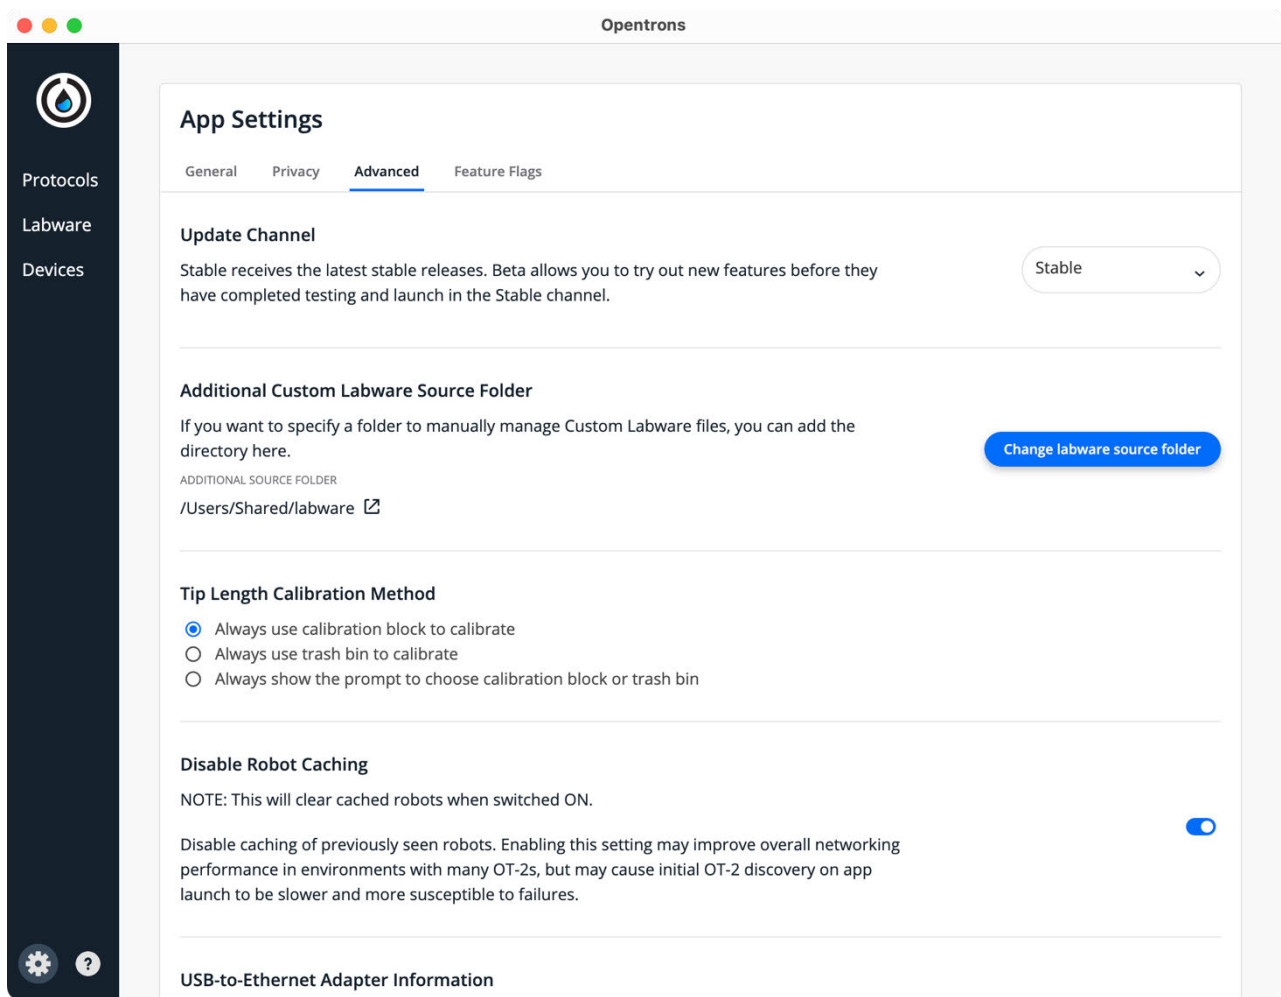 Opentrons
Protocols
Labware
Devices
App Settings
General Privacy Advanced Feature Flags
Update Channel
Stable receives the latest stable releases. Beta allows you to try out new features before they
have completed testing and launch in the Stable channel.
Stable
Additional Custom Labware Source Folder
If you want to specify a folder to manually manage Custom Labware files, you can add the
directory here.
ADDITIONAL SOURCE FOLDER
/Users/Shared/labware
Change labware source folder
Tip Length Calibration Method
Always use calibration block to calibrate
Always use trash bin to calibrate
Always show the prompt to choose calibration block or trash bin
Disable Robot Caching
NOTE: This will clear cached robots when switched ON.
Disable caching of previously seen robots. Enabling this setting may improve overall networking
performance in environments with many OT-2s, but may cause initial OT-2 discovery on app
launch to be slower and more susceptible to failures.
USB-to-Ethernet Adapter Information
?